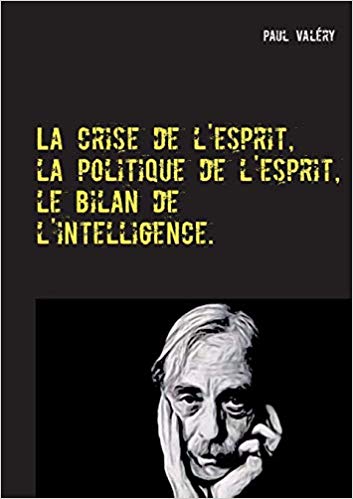 PAUL VALÉRY
LA CRISE DE L'ESPRIT,
LA POLITIQUE DE L'ESPRIT,
LE BILAN DE
L'INTELLIGENCE.